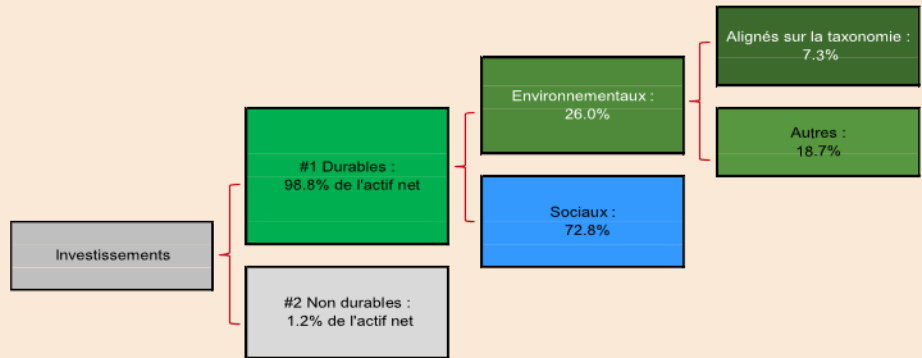 Investissements
#1 Durables :
98.8% de l'actif net
#2 Non durables :
1.2% de l'actif net
Environnementaux :
26.0%
Sociaux :
72.8%
Alignés sur la taxonomie :
7.3%
Autres :
18.7%